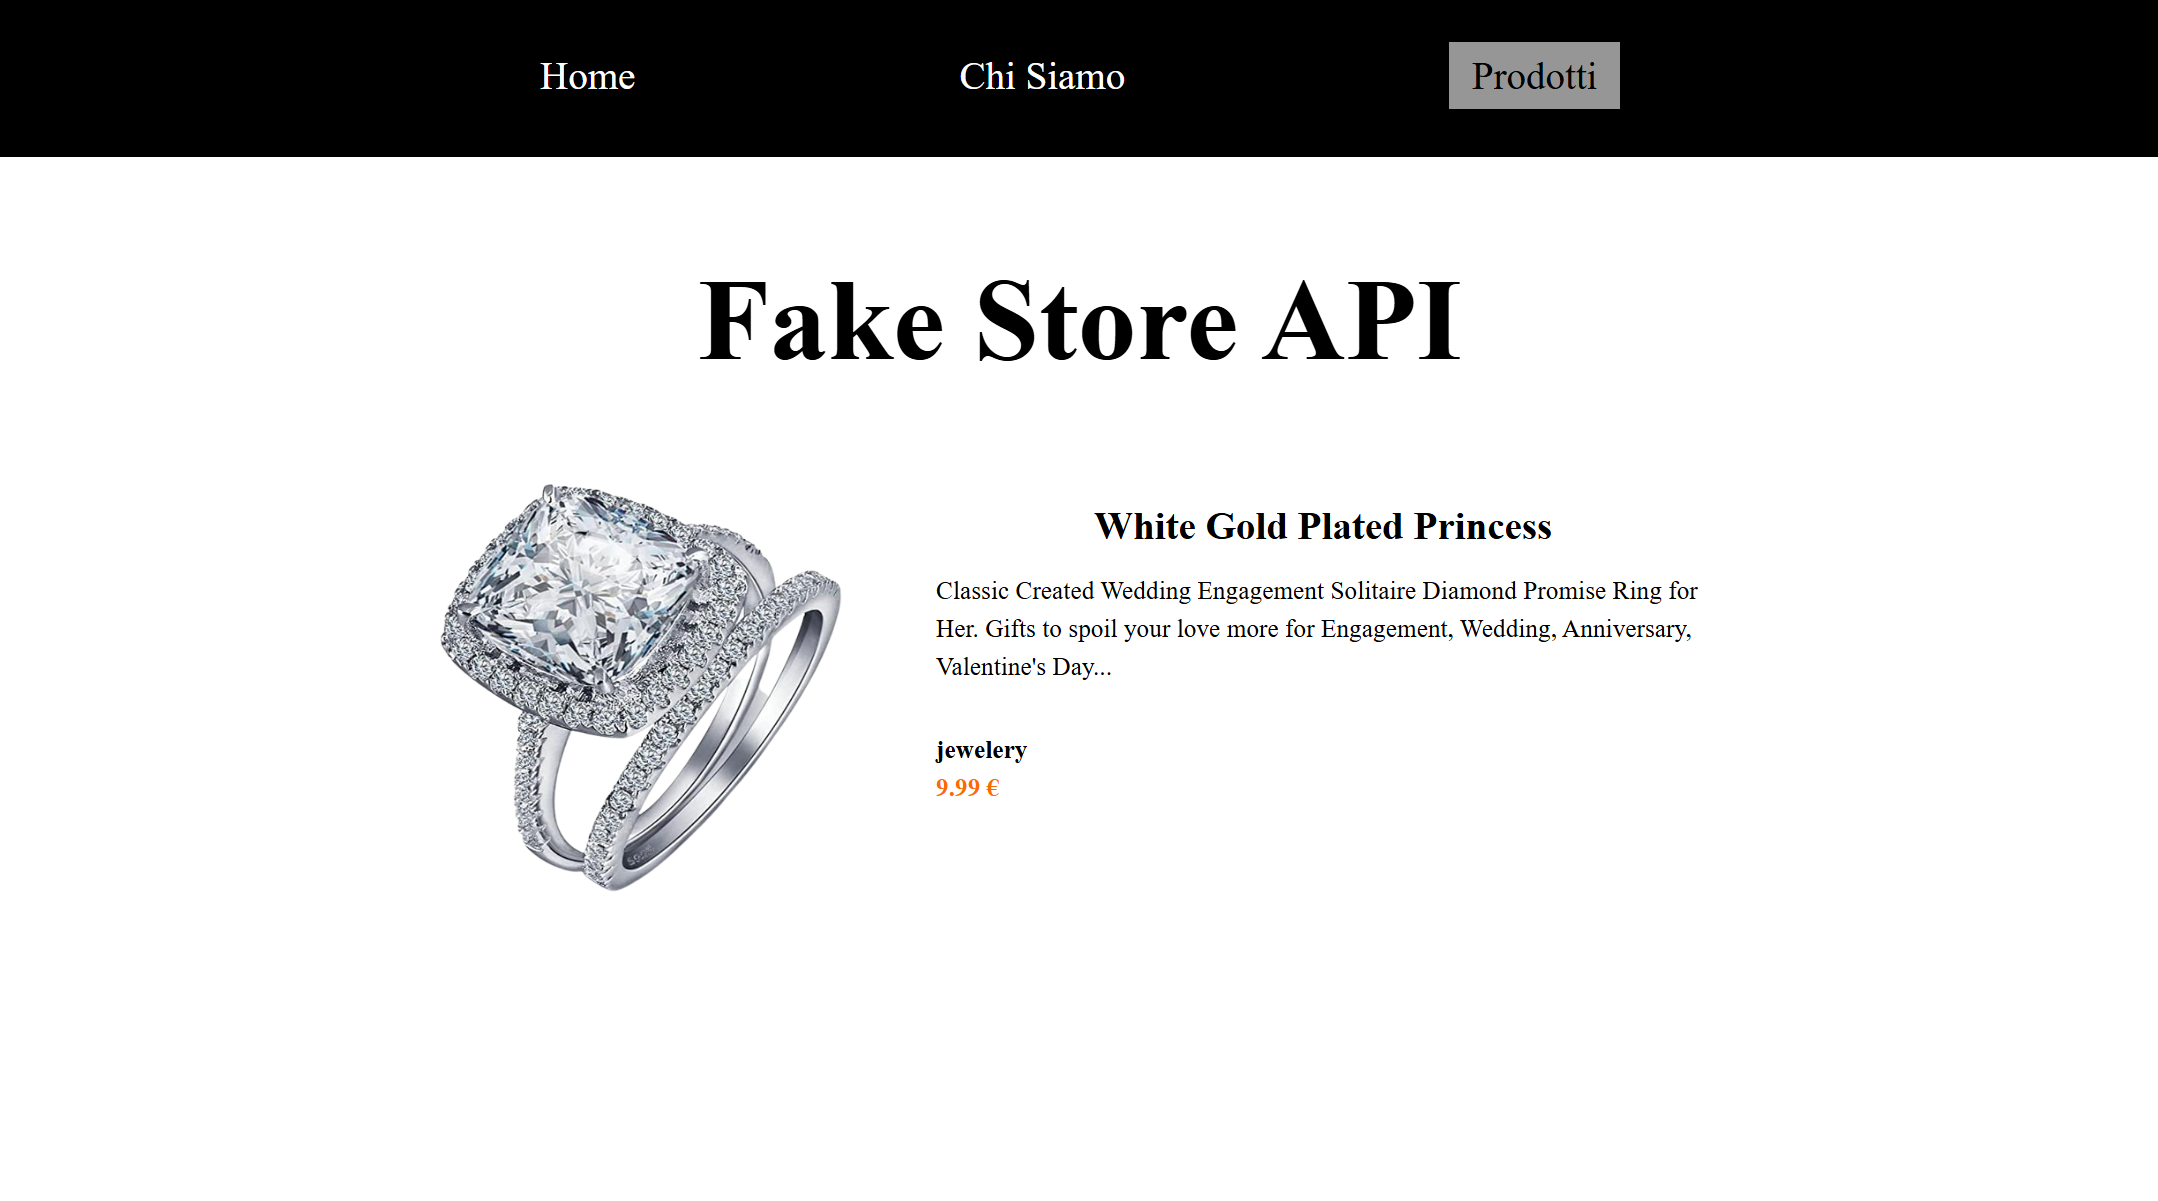 Home
Chi Siamo
Prodotti
Fake Store API
White Gold Plated Princess
Classic Created Wedding Engagement Solitaire Diamond Promise Ring for
Her. Gifts to spoil your love more for Engagement, Wedding, Anniversary,
Valentine's Day...
jewelery
9.99 €